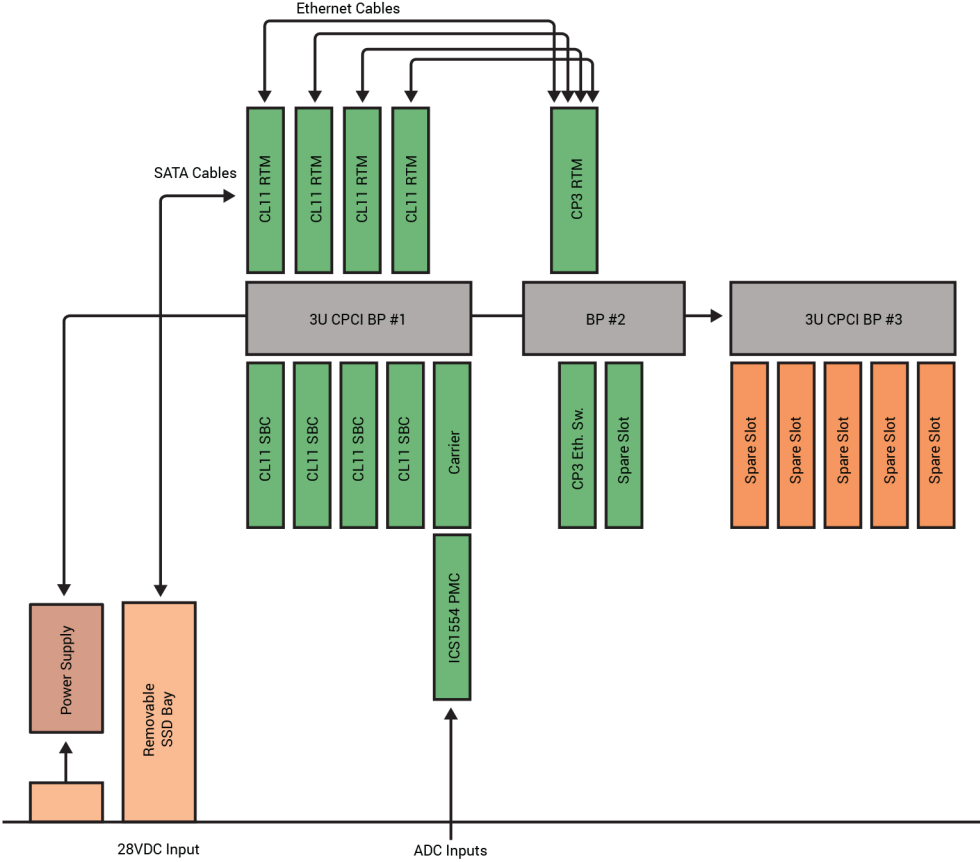 Ethernet Cables
SATA Cables
CL11 RTM
CL11 RTM
CL11 RTM
CL11 RTM
CP3 RTM
3U CPCI BP #1
BP #2
3U CPCI BP #3
CL11 SBC
CL11 SBC
CL11 SBC
CL11 SBC
Carrier
CP3 Eth. Sw.
Spare Slot
Spare Slot
Spare Slot
Spare Slot
Spare Slot
Spare Slot
ICS1554 PMC
Power Supply
Removable
SSD Bay
28VDC Input
ADC Inputs